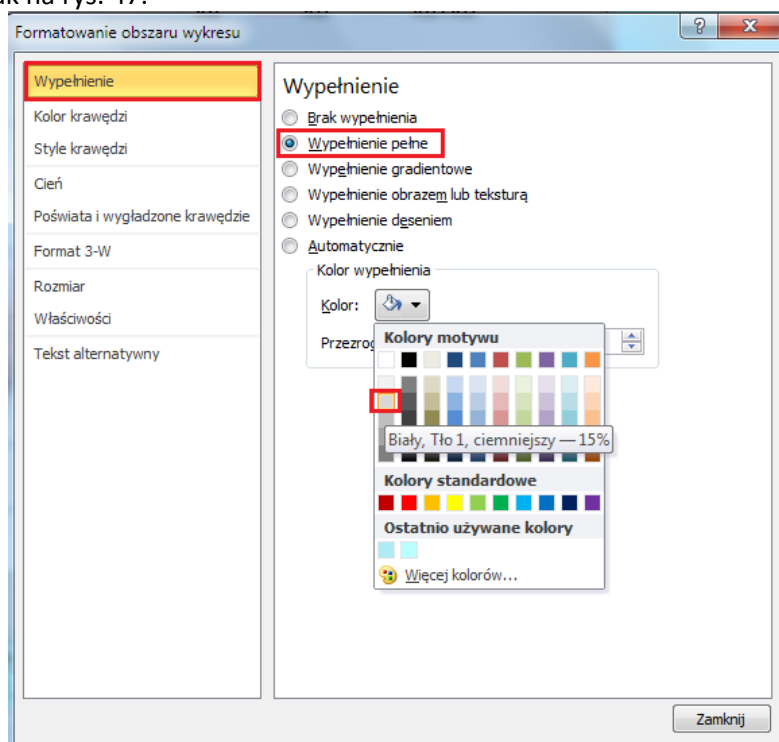 Formatowanie obszaru wykresu
Wypełnienie
Kolor krawędzi
Style krawędzi
Cień
Poświata i wygładzone krawędzie
Format 3-W
Rozmiar
Właściwości
Tekst alternatywny
Wypełnienie
Brak wypełnienia
Wypełnienie pełne
Wypełnienie gradientowe
Wypełnienie obrazem lub teksturą
Wypełnienie deseniem
Automatycznie
Kolor wypełnienia
Kolor:
Kolory motywu
Biały, Tło 1, ciemniejszy — 15%
Kolory standardowe
Ostatnio używane kolory
Więcej kolorów...
Zamknij